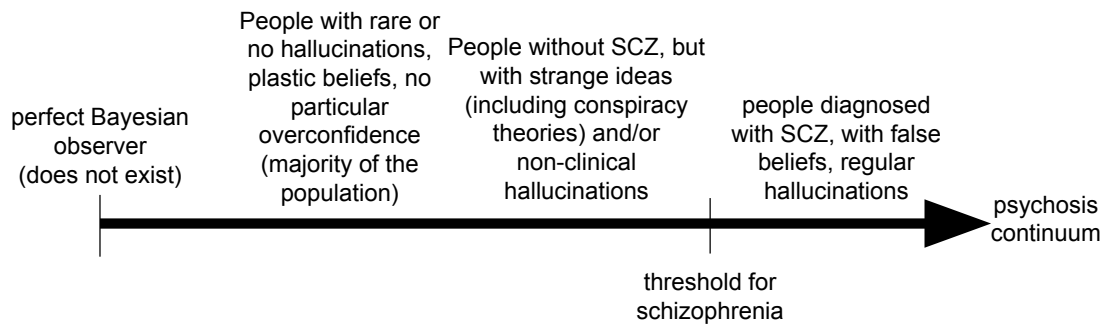 perfect Bayesian
observer
(does not exist)
People with rare or
no hallucinations,
plastic beliefs, no
particular
overconfidence
(majority of the
population)
People without SCZ, but
with strange ideas
(including conspiracy
theories) and/or
non-clinical
hallucinations
people diagnosed
with SCZ, with false
beliefs, regular
hallucinations
psychosis
continuum
threshold for
schizophrenia